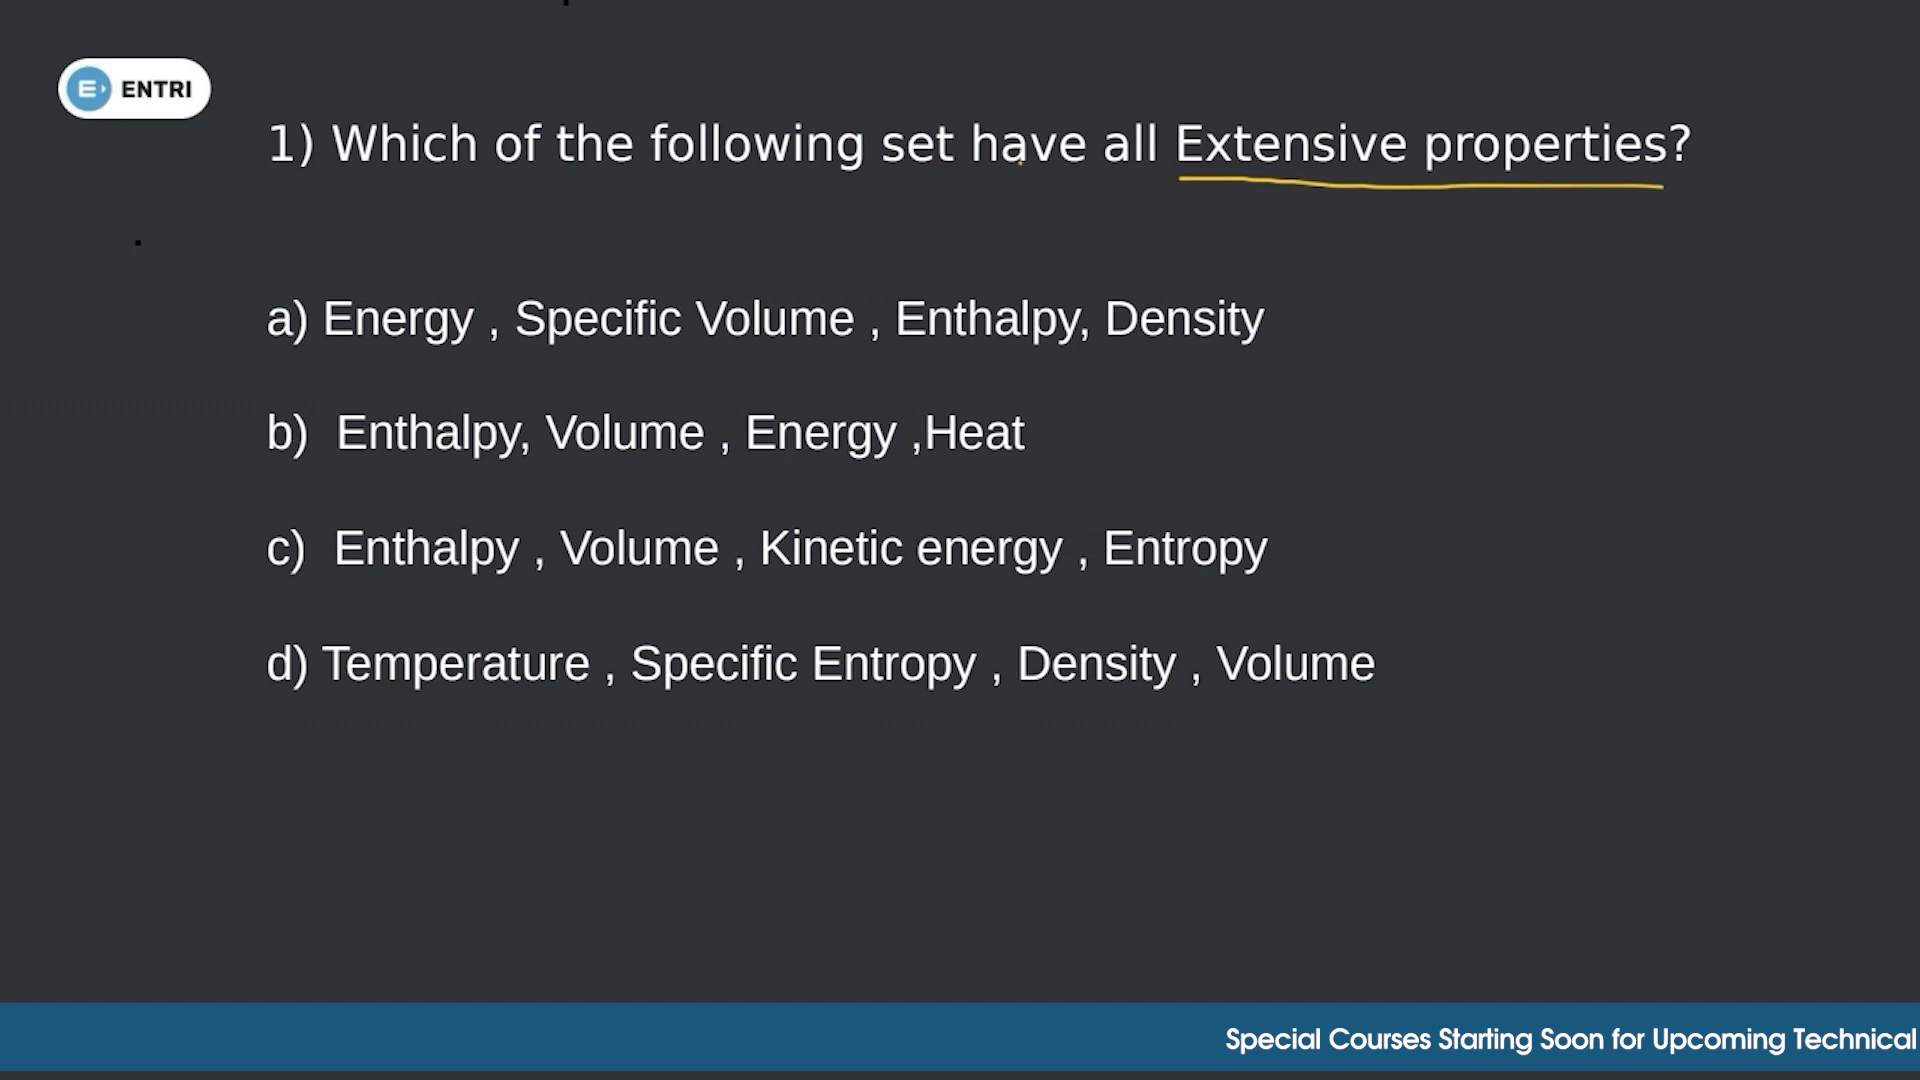 ENTRI
1) Which of the following set have all Extensive properties?
a) Energy , Specific Volume , Enthalpy, Density
b) Enthalpy, Volume , Energy ,Heat
c) Enthalpy , Volume , Kinetic energy , Entropy
d) Temperature , Specific Entropy , Density , Volume
Special Courses Starting Soon for Upcoming Technical